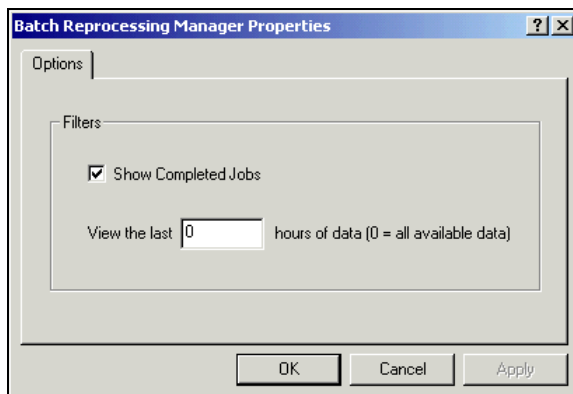 Batch Reprocessing Manager Properties
Options
Filters
Show Completed Jobs
View the last 0 hours of data (0 = all available data)
OK Cancel Apply